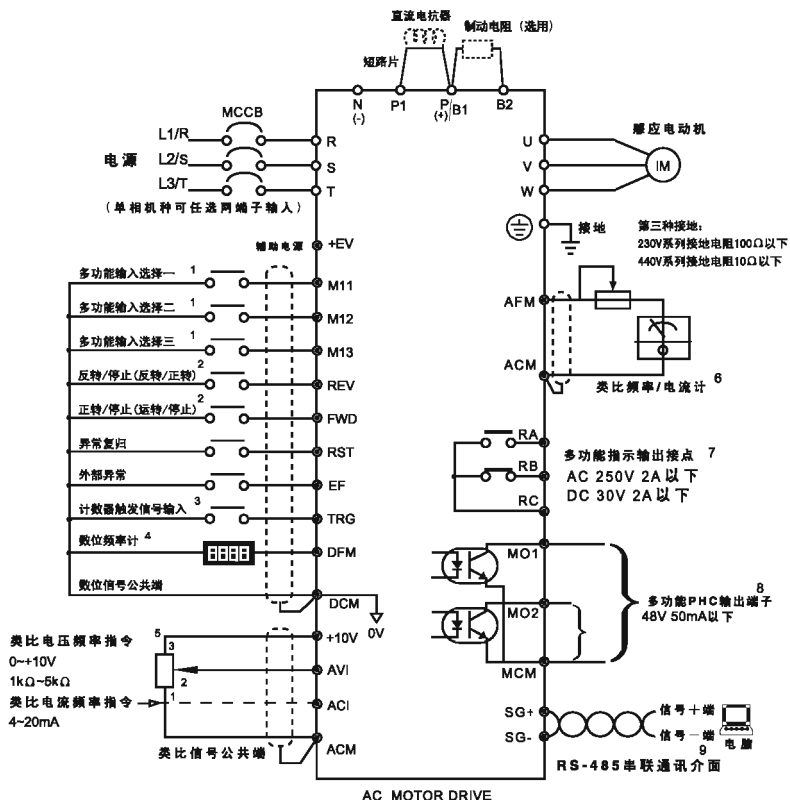 直流电抗器
制动电阻（选用）
短路片
N
(-)
P1
P
(+)
/B1
B2
MCCB
电源
L1/R
L2/S
L3/T
R
S
T
(单相机种可任选两端子输入)
U
V
W
感应电动机
IM
接地
第三种接地：
230V系列接地电阻100Ω以下
440V系列接地电阻10Ω以下
辅助电源
+EV
多功能输入选择一 1
M11
多功能输入选择二 1
M12
多功能输入选择三 1
M13
反转/停止(反转/正转) 2
REV
正转/停止(运转/停止) 2
FWD
异常复归
RST
外部异常
EF
计数器触发信号输入 3
TRG
数位频率计 4
8888
DFM
数位信号公共端
DCM
0V
AFM
ACM
类比频率/电流计 6
RA
RB
RC
多功能指示输出接点 7
AC 250V 2A以下
DC 30V 2A以下
MO1
MO2
MCM
多功能PHC输出端子 8
48V 50mA以下
类比电压频率指令
0~+10V
1kΩ~5kΩ
类比电流频率指令
4~20mA
5
3
2
1
+10V
AVI
ACI
ACM
类比信号公共端
SG+
SG-
信号＋端
信号－端
9
电脑
RS-485串联通讯介面
AC MOTOR DRIVE